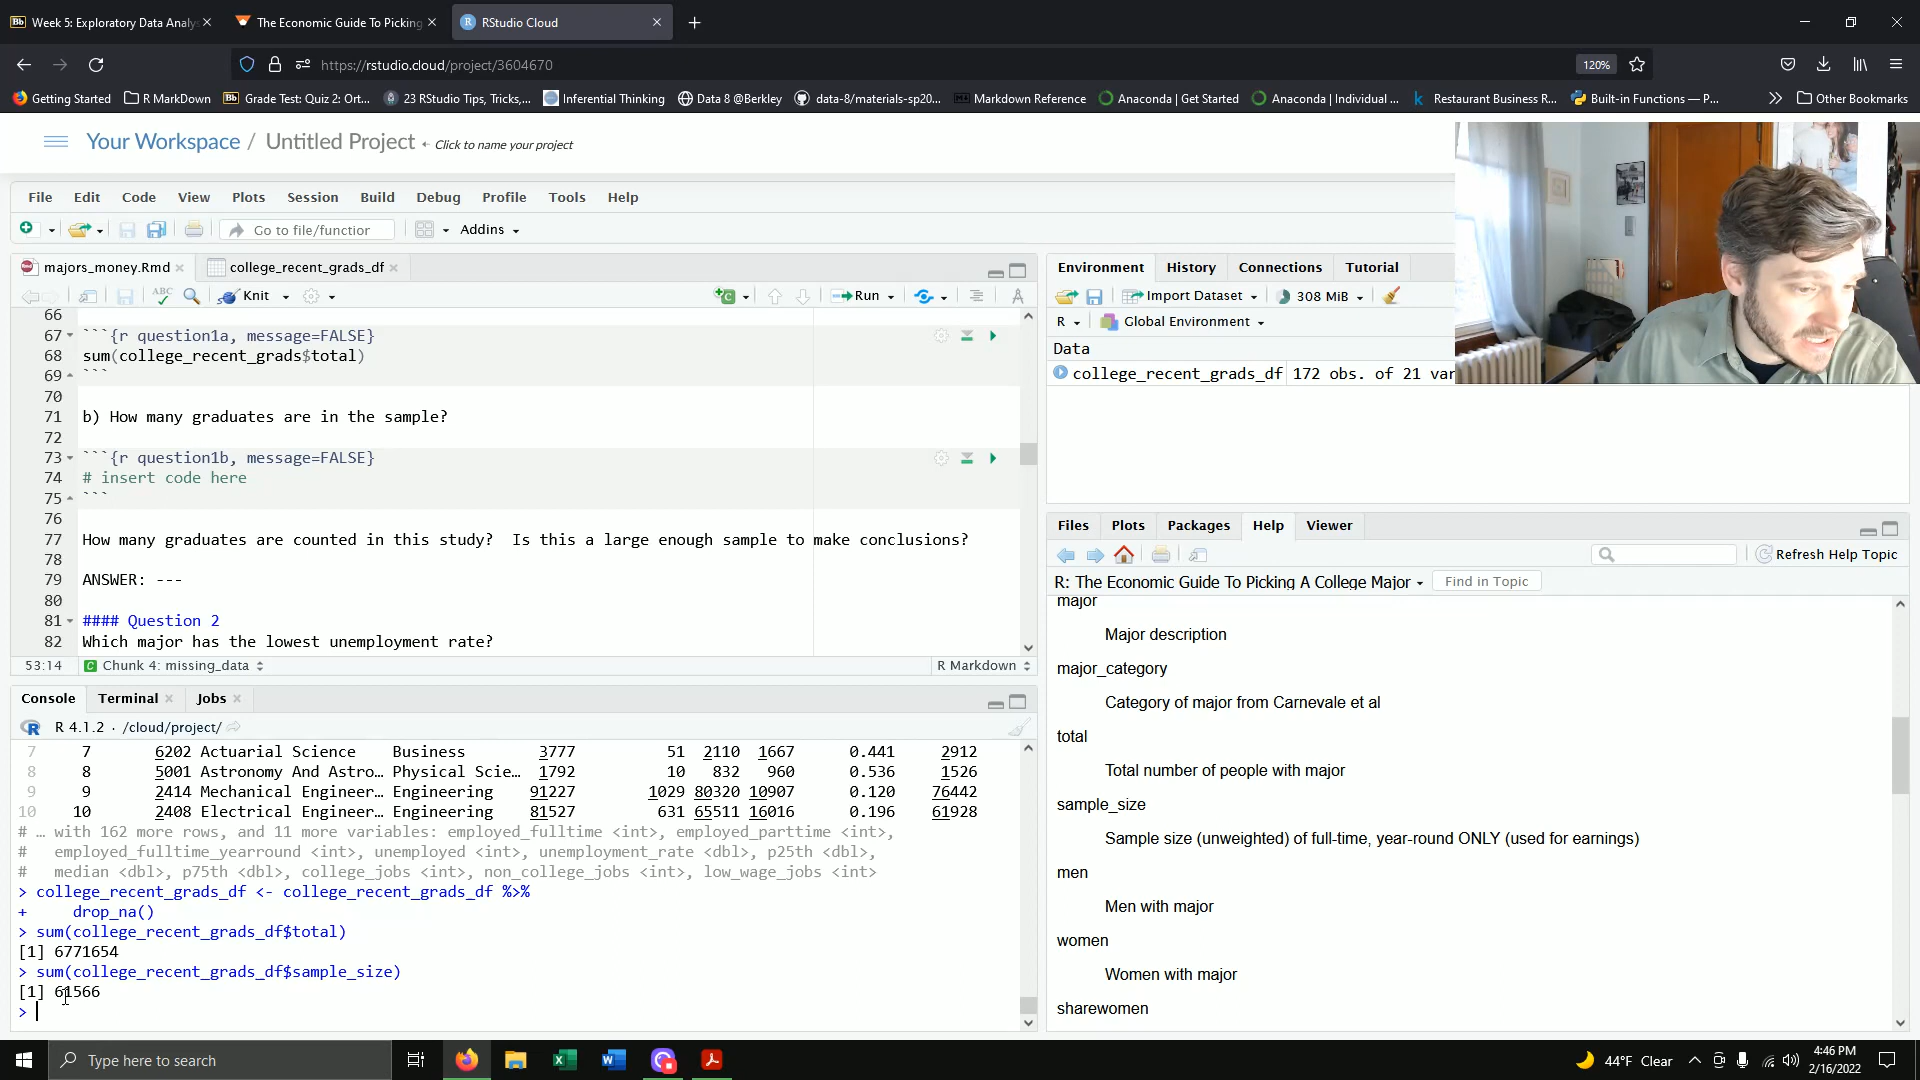 Week 5: Exploratory Data Analy
The Economic Guide To Picking
RStudio Cloud
https://rstudio.cloud/project/3604670
120%
Getting Started
R MarkDown
Grade Test: Quiz 2: Ort...
23 RStudio Tips, Tricks,...
Inferential Thinking
Data 8 @Berkley
data-8/materials-sp20...
Markdown Reference
Anaconda | Get Started
Anaconda | Individual ...
Restaurant Business R...
Built-in Functions — P...
Other Bookmarks
Your Workspace / Untitled Project
Click to name your project
File Edit Code View Plots Session Build Debug Profile Tools Help
Go to file/function
Addins
majors_money.Rmd
college_recent_grads_df
ABC
Knit
Run
66
67 ```{r question1a, message=FALSE}
68 sum(college_recent_grads$total)
69 ```
70
71 b) How many graduates are in the sample?
72
73 ```{r question1b, message=FALSE}
74 # insert code here
75 ```
76
77 How many graduates are counted in this study?  Is this a large enough sample to make conclusions?
78
79 ANSWER: ---
80
81 #### Question 2
82 Which major has the lowest unemployment rate?
53:14
Chunk 4: missing_data
R Markdown
Console Terminal Jobs
R 4.1.2 · /cloud/project/
7 7 6202 Actuarial Science Business 3777 51 2110 1667 0.441 2912
8 8 5001 Astronomy And Astro… Physical Scie… 1792 10 832 960 0.536 1526
9 9 2414 Mechanical Engineer… Engineering 91227 1029 80320 10907 0.120 76442
10 10 2408 Electrical Engineer… Engineering 81527 631 65511 16016 0.196 61928
# … with 162 more rows, and 11 more variables: employed_fulltime <int>, employed_parttime <int>,
# employed_fulltime_yearround <int>, unemployed <int>, unemployment_rate <dbl>, p25th <dbl>,
# median <dbl>, p75th <dbl>, college_jobs <int>, non_college_jobs <int>, low_wage_jobs <int>
> college_recent_grads_df <- college_recent_grads_df %>%
+ drop_na()
> sum(college_recent_grads_df$total)
[1] 6771654
> sum(college_recent_grads_df$sample_size)
[1] 61566
>
Environment History Connections Tutorial
Import Dataset
308 MiB
R
Global Environment
Data
college_recent_grads_df 172 obs. of 21 var
Files Plots Packages Help Viewer
Refresh Help Topic
R: The Economic Guide To Picking A College Major
Find in Topic
major
Major description
major_category
Category of major from Carnevale et al
total
Total number of people with major
sample_size
Sample size (unweighted) of full-time, year-round ONLY (used for earnings)
men
Men with major
women
Women with major
sharewomen
Type here to search
44°F Clear
4:46 PM
2/16/2022